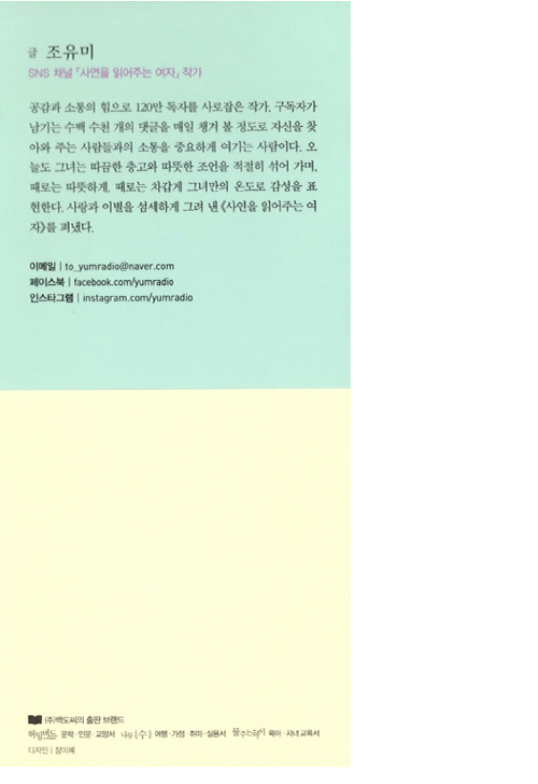 글 조유미
SNS 채널 「사연을 읽어주는 여자」 작가
공감과 소통의 힘으로 120만 독자를 사로잡은 작가. 구독자가
남기는 수백 수천 개의 댓글을 매일 챙겨 볼 정도로 자신을 찾
아와 주는 사람들과의 소통을 중요하게 여기는 사람이다. 오
늘도 그녀는 따끔한 충고와 따뜻한 조언을 적절히 섞어 가며,
때로는 따뜻하게, 때로는 차갑게 그녀만의 온도로 감성을 표
현한다. 사랑과 이별을 섬세하게 그려 낸 《사연을 읽어주는 여
자》를 펴냈다.
이메일 | to_yumradio@naver.com
페이스북 | facebook.com/yumradio
인스타그램 | instagram.com/yumradio
(주)백도씨의 출판 브랜드
허밍버드 문학·인문·교양서 나무[수] 여행·가정·취미·실용서 물주는하이 육아·자녀 교육서
디자인 | 장미혜